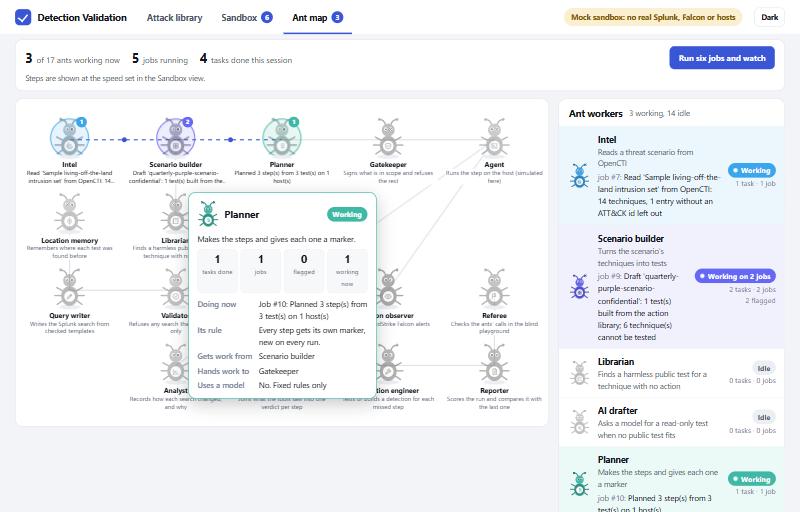 Detection Validation
Attack library
Sandbox 6
Ant map 3
Mock sandbox: no real Splunk, Falcon or hosts
Dark
3 of 17 ants working now 5 jobs running 4 tasks done this session
Steps are shown at the speed set in the Sandbox view.
Run six jobs and watch
1
2
1
Intel
Read 'Sample living-off-the-land
intrusion set' from OpenCTI: 14...
Scenario builder
Draft 'quarterly-purple-scenario-
confidential': 1 test(s) built from the...
Planner
Planned 3 step(s) from 3 test(s) on 1
host(s)
Gatekeeper
Signs what is in scope and refuses
the rest
Agent
Runs the step on the host (simulated
here)
Location memory
Remembers where each test was
found before
Librarian
Finds a harmless
Query writer
Writes the Splunk search from
checked templates
Validator
Refuses any search
CrowdStrike Falcon alerts
Referee
Checks the ants' calls in the blind
playground
Analyst
Records how each search changed,
and why
verdict per step
missed step
Reporter
Scores the run and compares it with
the last one
Planner
Working
Makes the steps and gives each one a marker.
1
tasks done
1
jobs
0
flagged
1
working
now
Doing now Job #10: Planned 3 step(s) from
3 test(s) on 1 host(s)
Its rule Every step gets its own marker,
new on every run.
Gets work from Scenario builder
Hands work to Gatekeeper
Uses a model No. Fixed rules only
Ant workers 3 working, 14 idle
Intel
Reads a threat scenario from
OpenCTI
job #7: Read 'Sample living-off-the-
land intrusion set' from OpenCTI:
14 techniques, 1 entry without an
ATT&CK id left out
Working
1 task · 1 job
Scenario builder
Turns the scenario's
techniques into tests
job #9: Draft 'quarterly-
purple-scenario-
confidential': 1 test(s)
built from the action
library; 6 technique(s)
cannot be tested
Working on 2 jobs
2 tasks · 2 jobs
2 flagged
Librarian
Finds a harmless public test for a
technique with no action
Idle
0 tasks · 0 jobs
AI drafter
Asks a model for a read-only test
when no public test fits
Idle
0 tasks · 0 jobs
Planner
Makes the steps and gives each one
a marker
job #10: Planned 3 step(s) from 3
test(s) on 1 host(s)
Working
1 task · 1 job